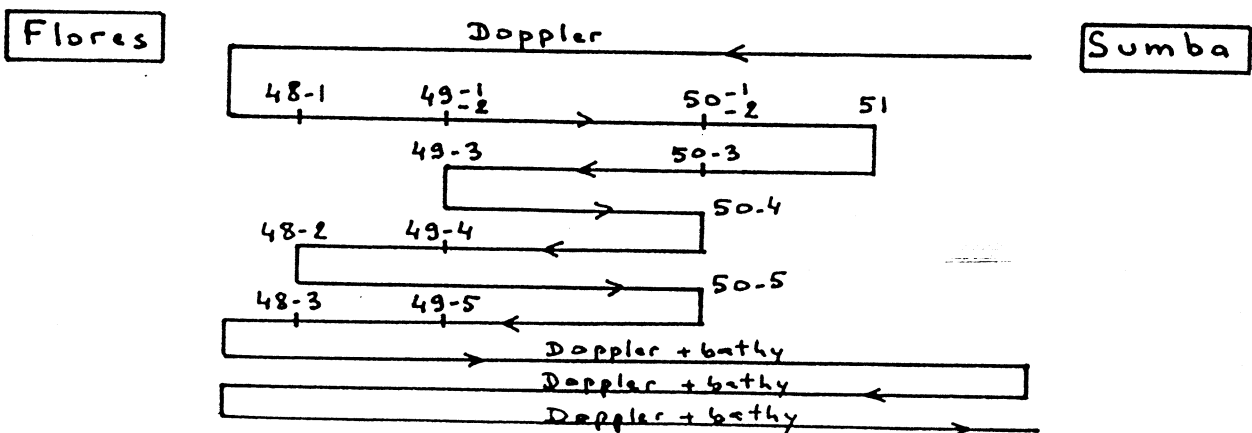 Flores
Doppler
Sumba
48-1
49-1
-2
50-1
-2
51
49-3
50-3
50-4
48-2
49-4
50-5
48-3
49-5
Doppler + bathy
Doppler + bathy
Doppler + bathy